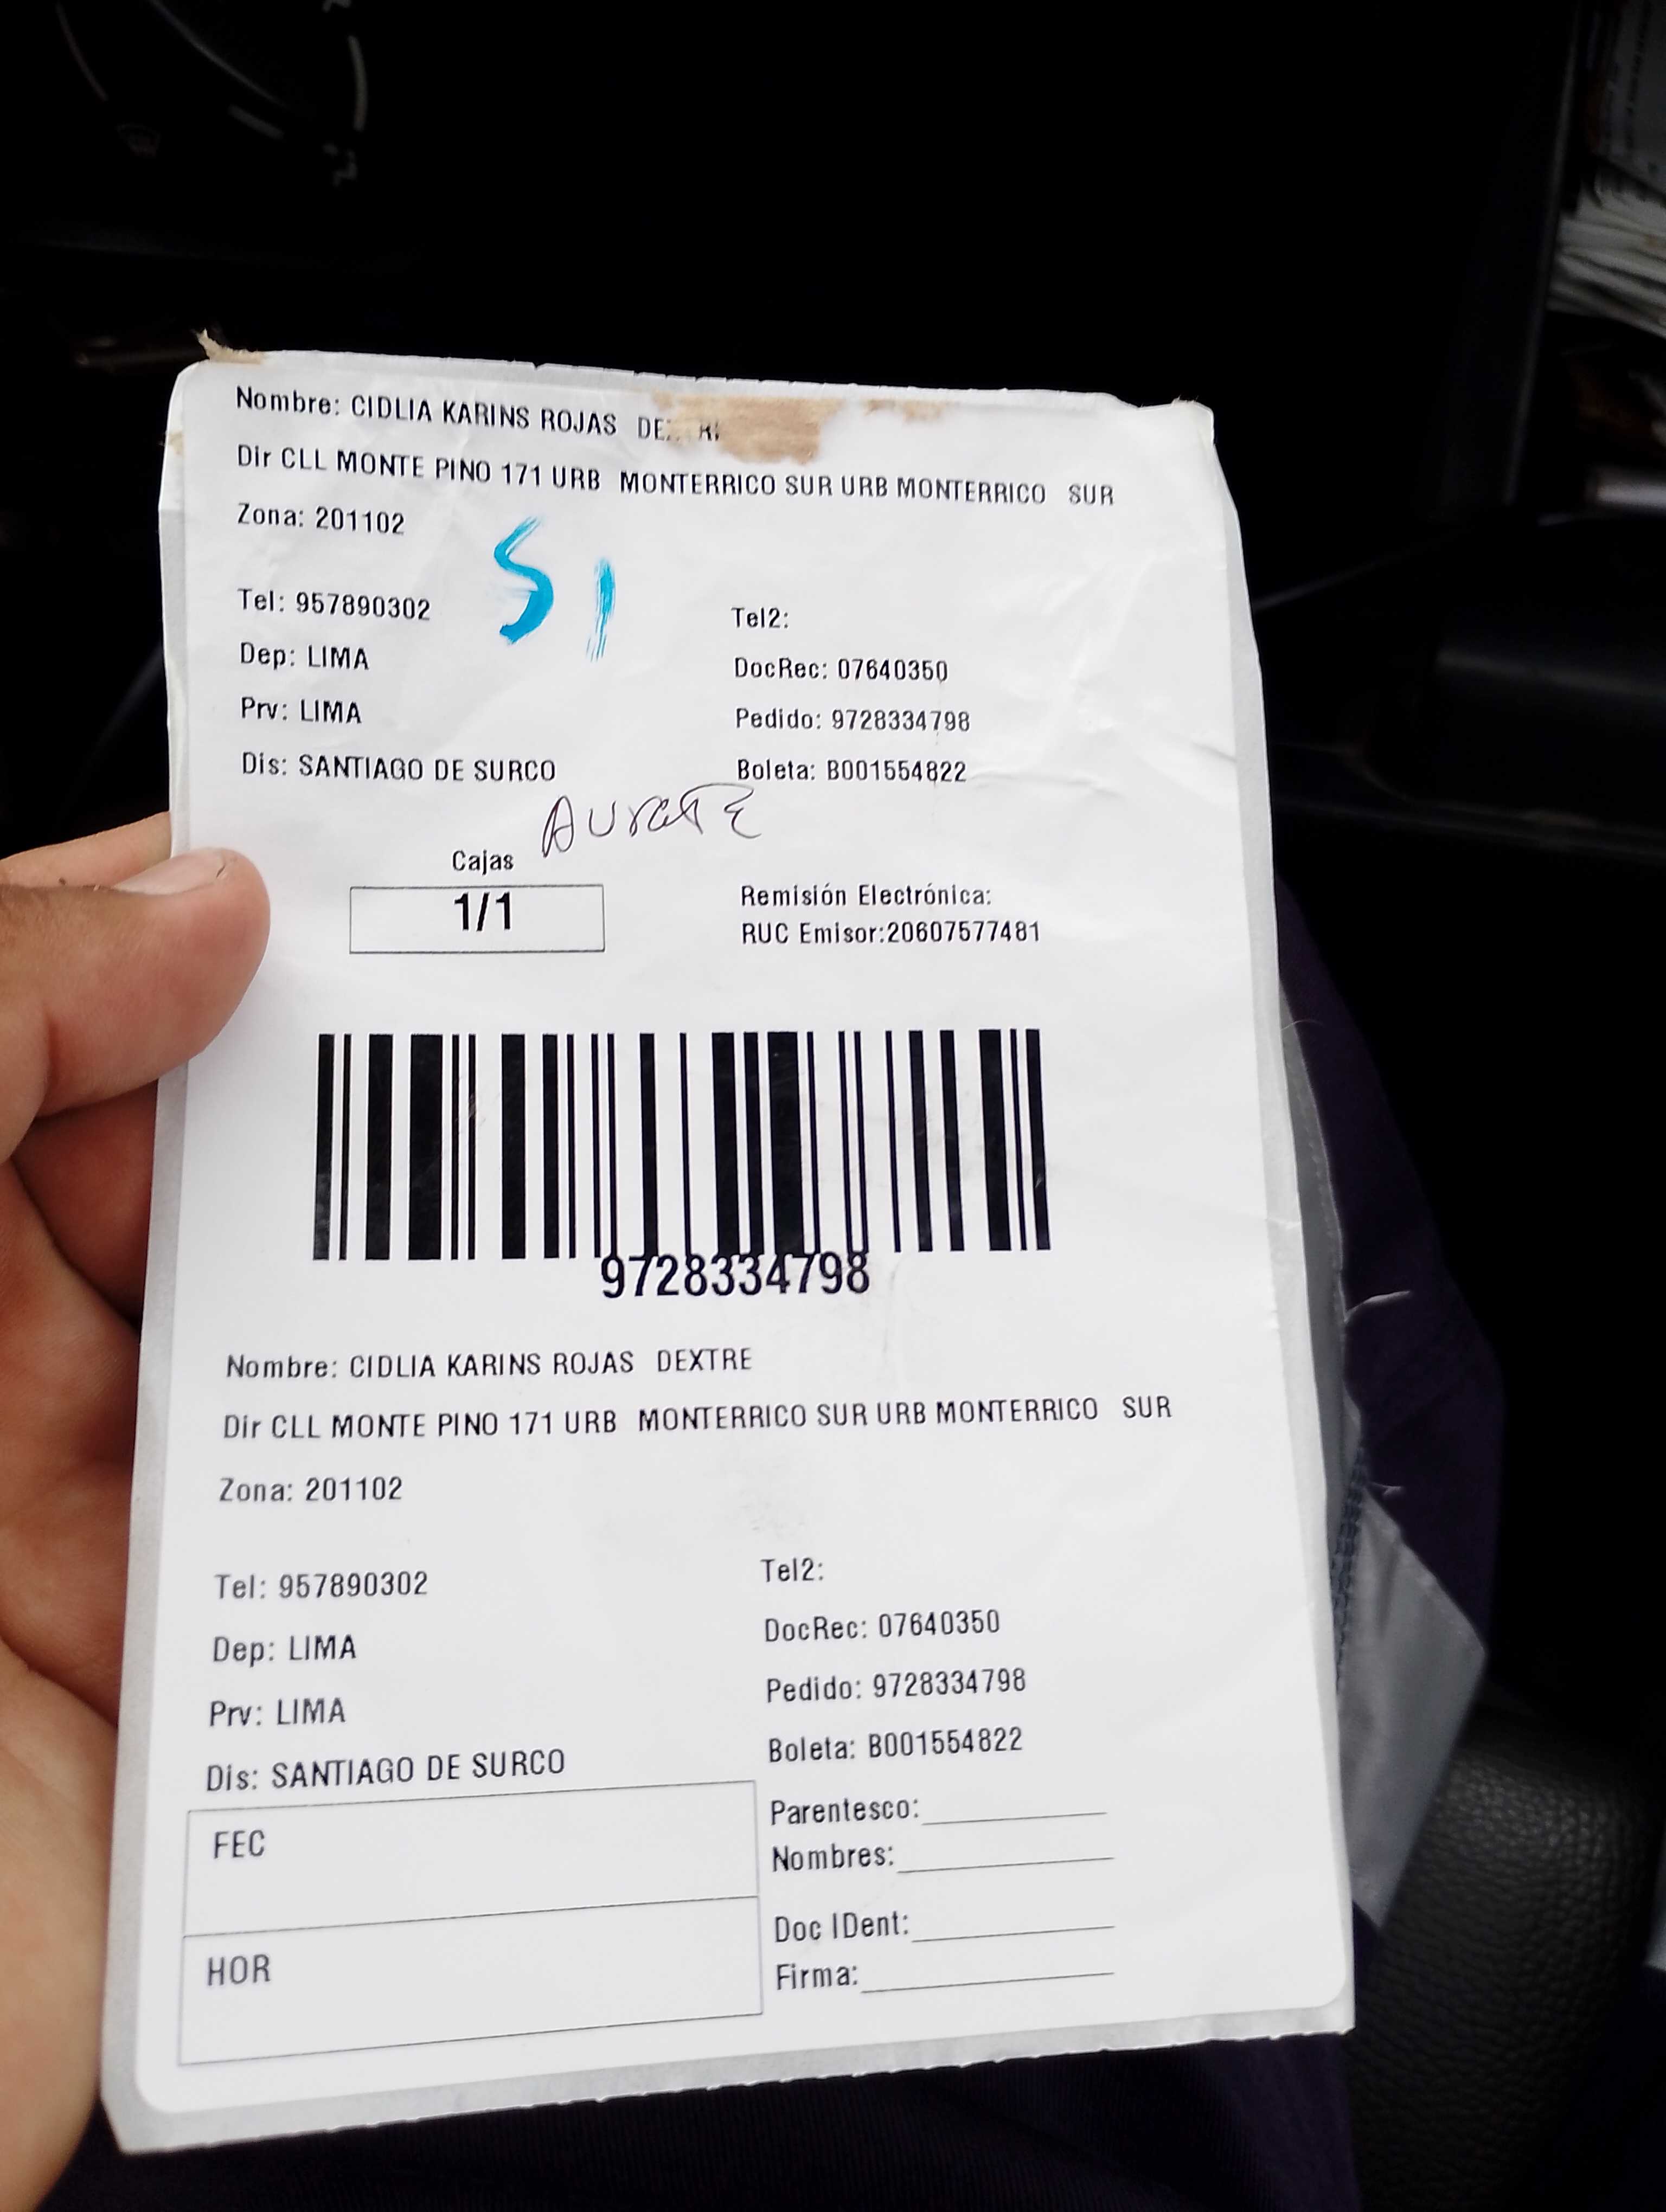 Nombre: CIDLIA KARINS ROJAS DE
Dir CLL MONTE PINO 171 URB MONTERRICO SUR URB MONTERRICO SUR
Zona: 201102
S1
Tel: 957890302
Tel2:
Dep: LIMA
DocRec: 07640350
Prv: LIMA
Pedido: 9728334798
Dis: SANTIAGO DE SURCO
Boleta: B001554822
Cajas
1/1
Remisión Electrónica:
RUC Emisor:20607577481
9728334798
Nombre: CIDLIA KARINS ROJAS DEXTRE
Dir CLL MONTE PINO 171 URB MONTERRICO SUR URB MONTERRICO SUR
Zona: 201102
Tel: 957890302
Tel2:
Dep: LIMA
DocRec: 07640350
Prv: LIMA
Pedido: 9728334798
Dis: SANTIAGO DE SURCO
Boleta: B001554822
FEC
Parentesco:
Nombres:
HOR
Doc IDent:
Firma: